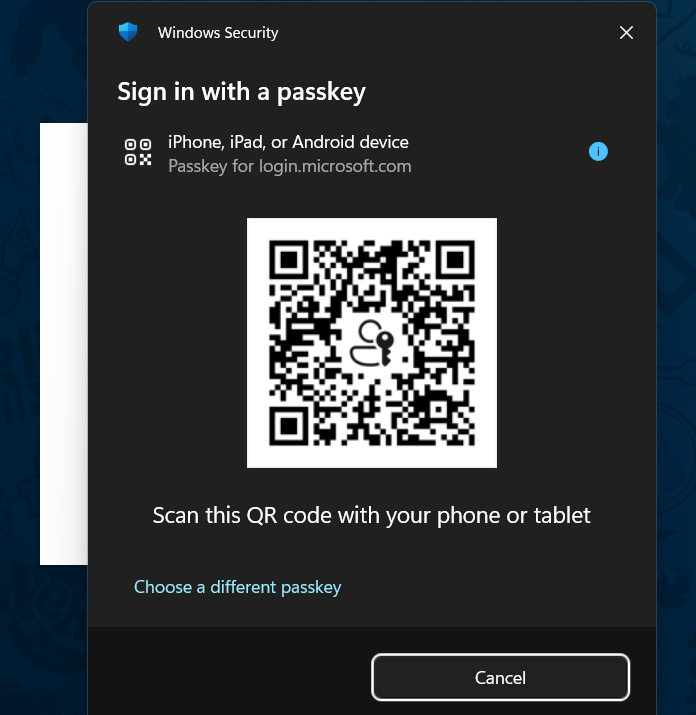 Windows Security
Sign in with a passkey
iPhone, iPad, or Android device
Passkey for login.microsoft.com
Scan this QR code with your phone or tablet
Choose a different passkey
Cancel